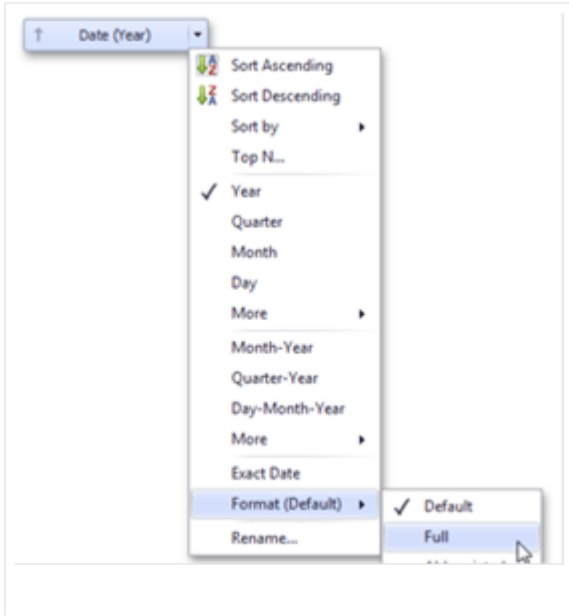 Date (Year)
Sort Ascending
Sort Descending
Sort by
Top N...
Year
Quarter
Month
Day
More
Month-Year
Quarter-Year
Day-Month-Year
More
Exact Date
Format (Default)
Default
Full
Rename...